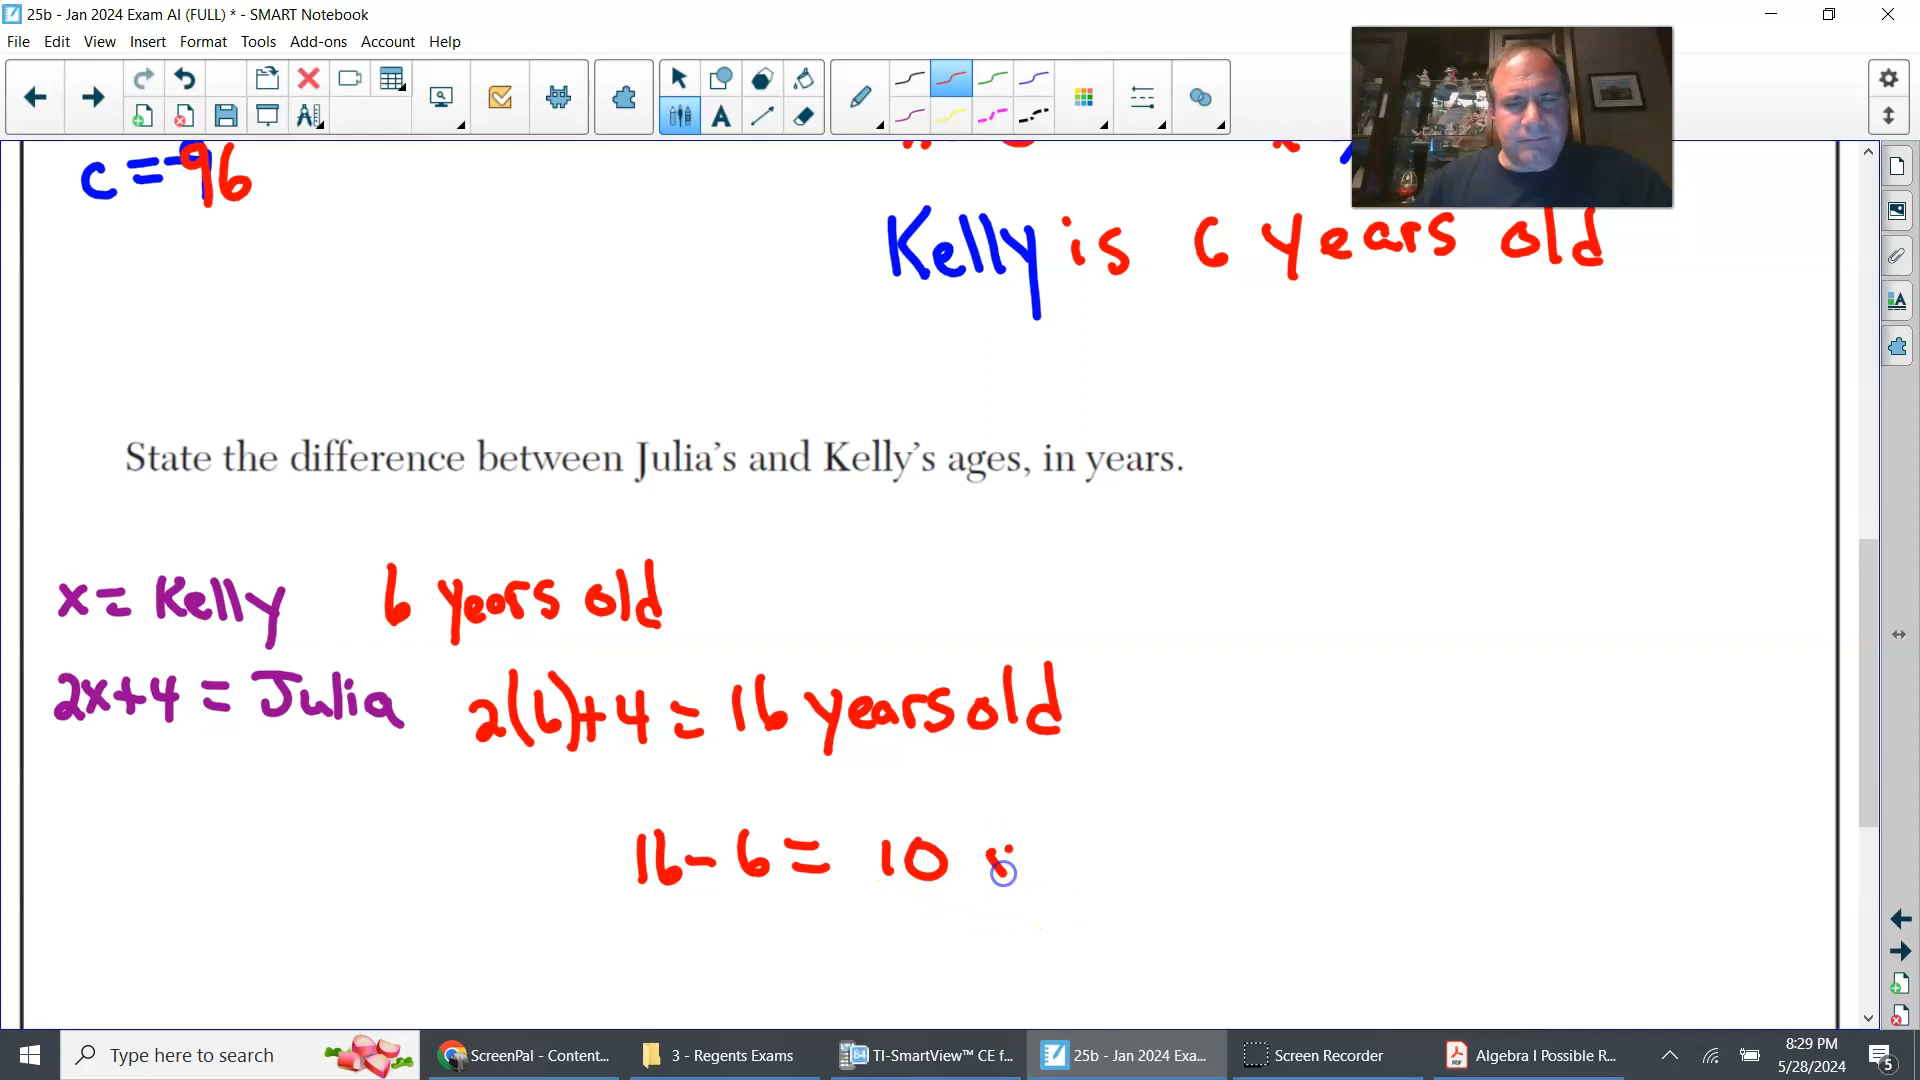 25b - Jan 2024 Exam AI (FULL) * - SMART Notebook
File Edit View Insert Format Tools Add-ons Account Help
c = -96
Kelly is 6 years old
State the difference between Julia's and Kelly's ages, in years.
x = Kelly 6 years old
2x+4 = Julia 2(6)+4 = 16 years old
16 - 6 = 10
Type here to search
ScreenPal - Content...
3 - Regents Exams
TI-SmartView™ CE f...
25b - Jan 2024 Exa...
Screen Recorder
Algebra I Possible R...
8:29 PM
5/28/2024
5